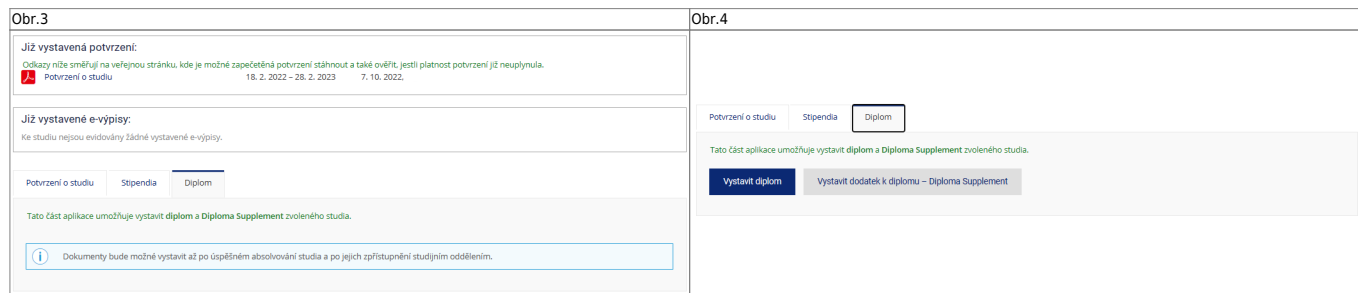 Obr.3
Již vystavená potvrzení:
Odkazy níže směřují na veřejnou stránku, kde je možné zapečetěná potvrzení stáhnout a také ověřit, jestli platnost potvrzení již neuplynula.
Potvrzení o studiu 18. 2. 2022 – 28. 2. 2023 7. 10. 2022,
Již vystavené e-výpisy:
Ke studiu nejsou evidovány žádné vystavené e-výpisy.
Potvrzení o studiu Stipendia Diplom
Tato část aplikace umožňuje vystavit diplom a Diploma Supplement zvoleného studia.
Dokumenty bude možné vystavit až po úspěšném absolvování studia a po jejich zpřístupnění studijním oddělením.
Obr.4
Potvrzení o studiu Stipendia Diplom
Tato část aplikace umožňuje vystavit diplom a Diploma Supplement zvoleného studia.
Vystavit diplom Vystavit dodatek k diplomu – Diploma Supplement